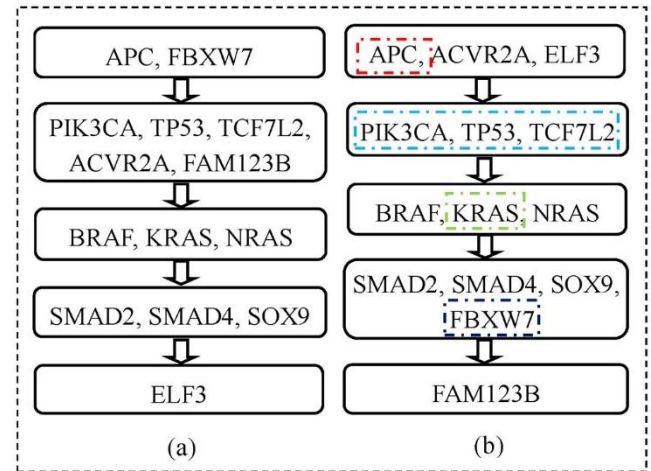 APC, FBXW7
PIK3CA, TP53, TCF7L2,
ACVR2A, FAM123B
BRAF, KRAS, NRAS
SMAD2, SMAD4, SOX9
ELF3
(a)
APC, ACVR2A, ELF3
PIK3CA, TP53, TCF7L2
BRAF, KRAS, NRAS
SMAD2, SMAD4, SOX9,
FBXW7
FAM123B
(b)